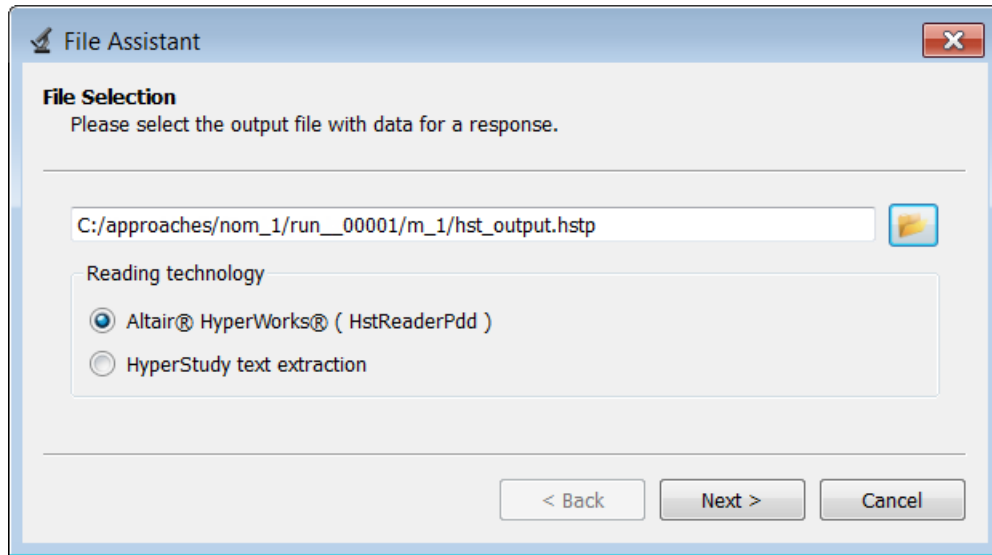 File Assistant
File Selection
Please select the output file with data for a response.
C:/approaches/nom_1/run__00001/m_1/hst_output.hstp
Reading technology
Altair® HyperWorks® ( HstReaderPdd )
HyperStudy text extraction
< Back
Next >
Cancel